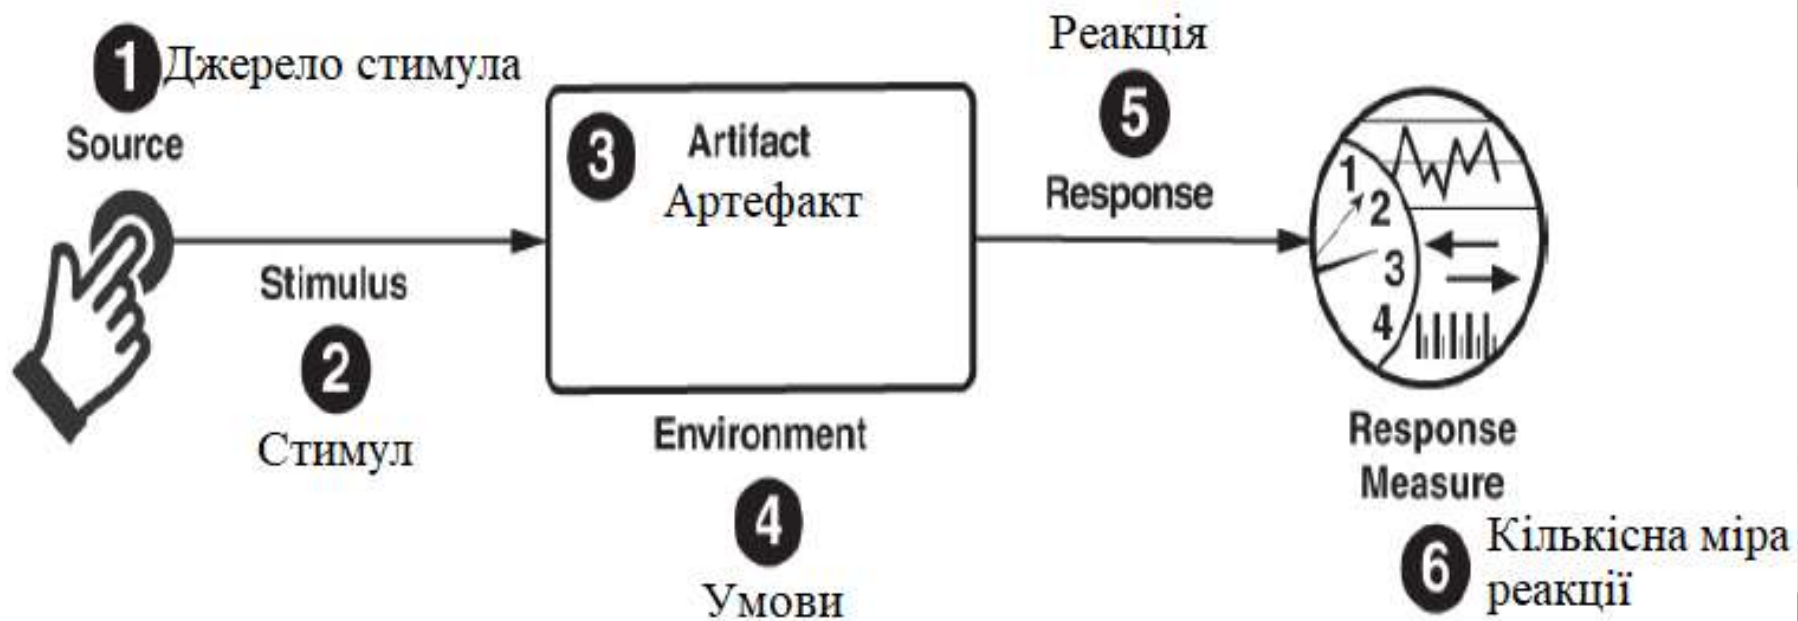 1 Джерело стимула
Source
Stimulus
2
Стимул
3 Artifact
Артефакт
Environment
4
Умови
Реакція
5
Response
1
2
3
4
Response
Measure
6 Кількісна міра
реакції